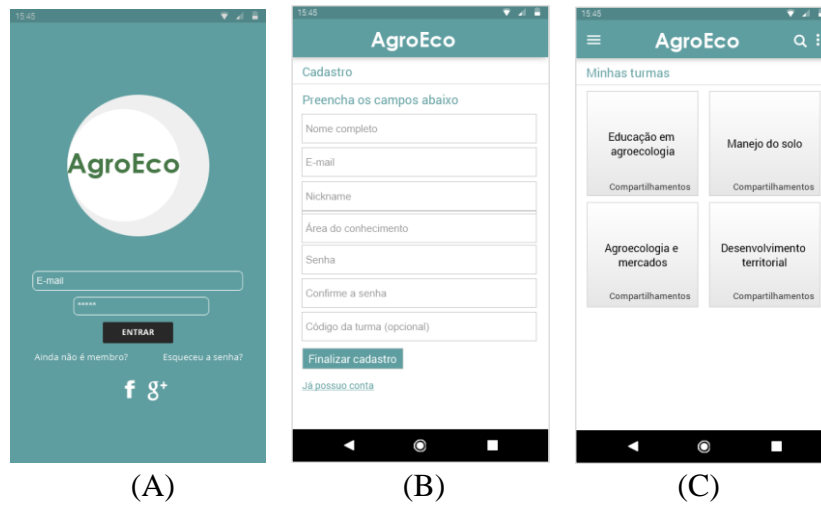 15:45
AgroEco
E-mail
*****
ENTRAR
Ainda não é membro? Esqueceu a senha?
f g+
(A)
15:45
AgroEco
Cadastro
Preencha os campos abaixo
Nome completo
E-mail
Nickname
Área do conhecimento
Senha
Confirme a senha
Código da turma (opcional)
Finalizar cadastro
Já possuo conta
(B)
15:45
AgroEco
Minhas turmas
Educação em
agroecologia
Compartilhamentos
Manejo do solo
Compartilhamentos
Agroecologia e
mercados
Compartilhamentos
Desenvolvimento
territorial
Compartilhamentos
(C)